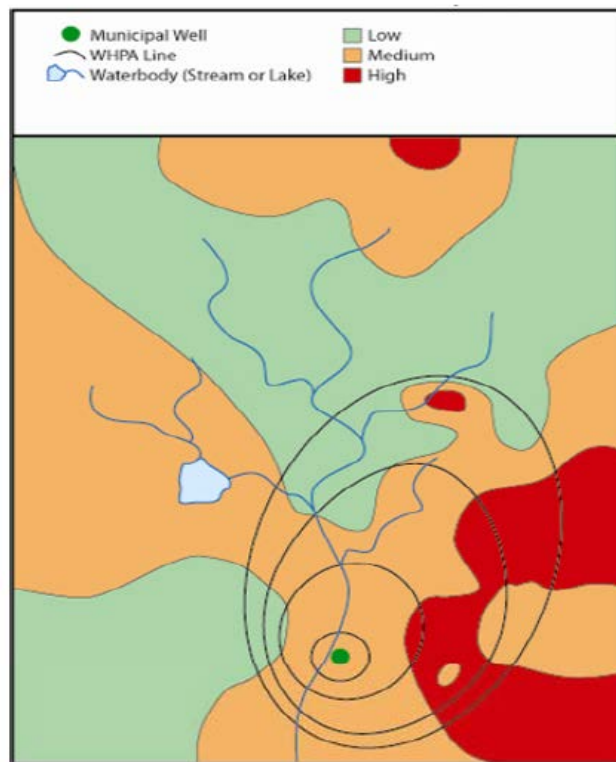 Municipal Well
WHPA Line
Waterbody (Stream or Lake)
Low
Medium
High